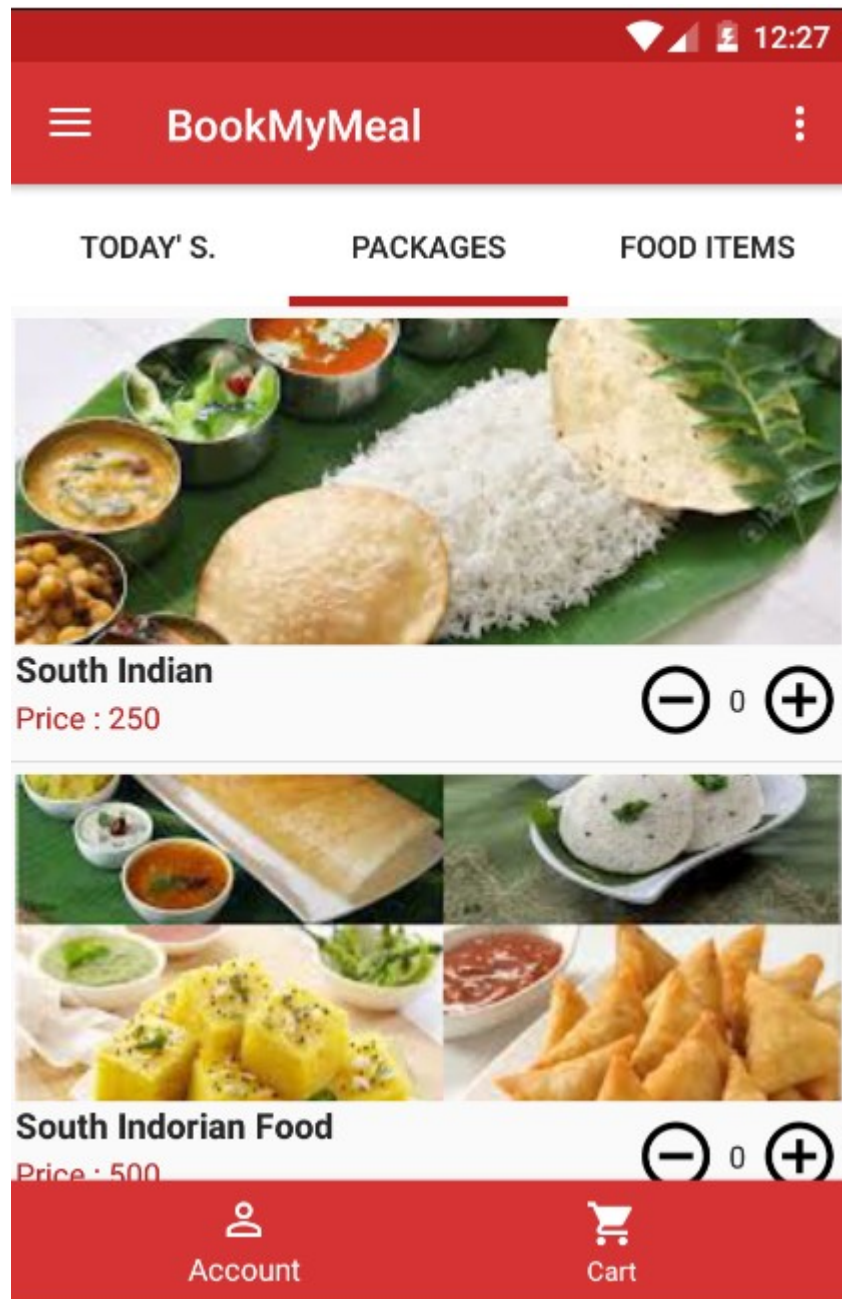 12:27
BookMyMeal
TODAY' S. PACKAGES FOOD ITEMS
South Indian
Price : 250
0
South Indorian Food
Price : 500
0
Account Cart